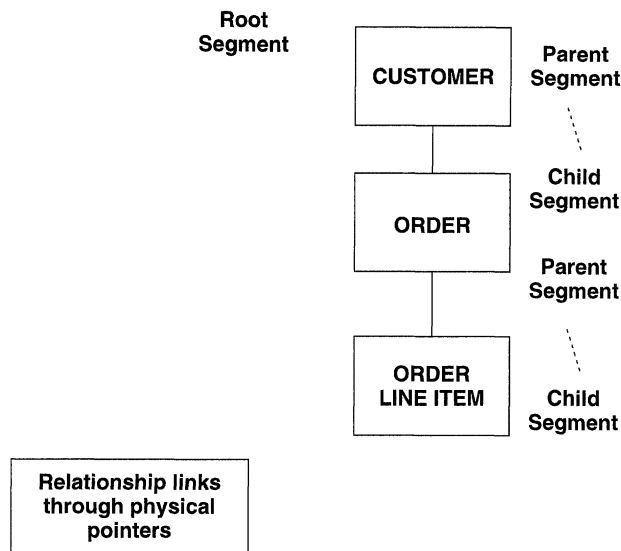 Root
Segment
CUSTOMER
Parent
Segment
Child
Segment
ORDER
Parent
Segment
ORDER
LINE ITEM
Child
Segment
Relationship links
through physical
pointers